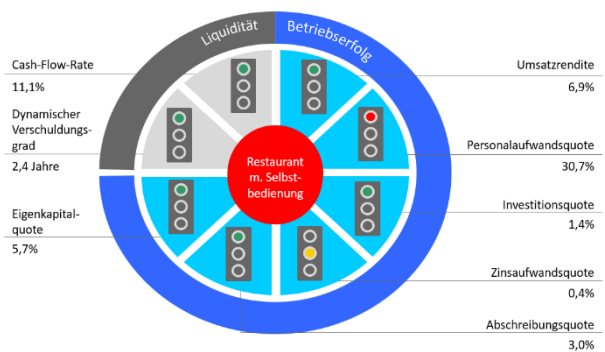 Liquidität
Betriebserfolg
Cash-Flow-Rate
11,1%
Dynamischer
Verschuldungs-
grad
2,4 Jahre
Eigenkapital-
quote
5,7%
Restaurant
m. Selbst-
bedienung
Umsatzrendite
6,9%
Personalaufwandsquote
30,7%
Investitionsquote
1,4%
Zinsaufwandsquote
0,4%
Abschreibungsquote
3,0%